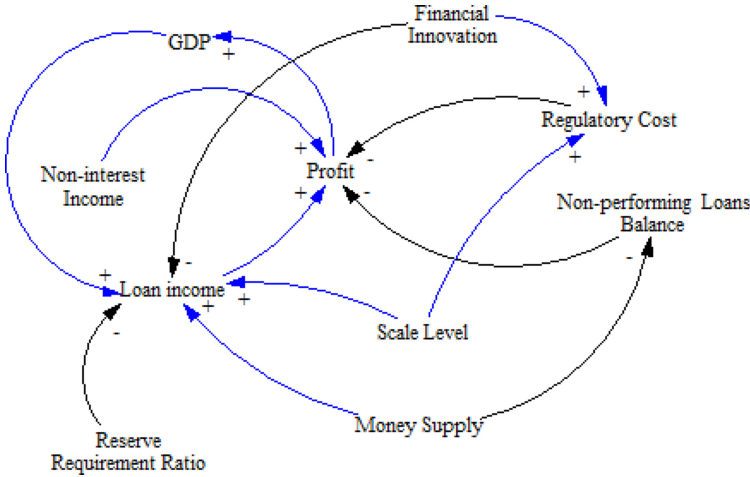 Financial
Innovation
GDP
+
+
Regulatory Cost
+
+
-
Profit
+
-
Non-interest
Income
+
Non-performing Loans
Balance
-
-
+
Loan income
+
+
Scale Level
-
Money Supply
Reserve
Requirement Ratio